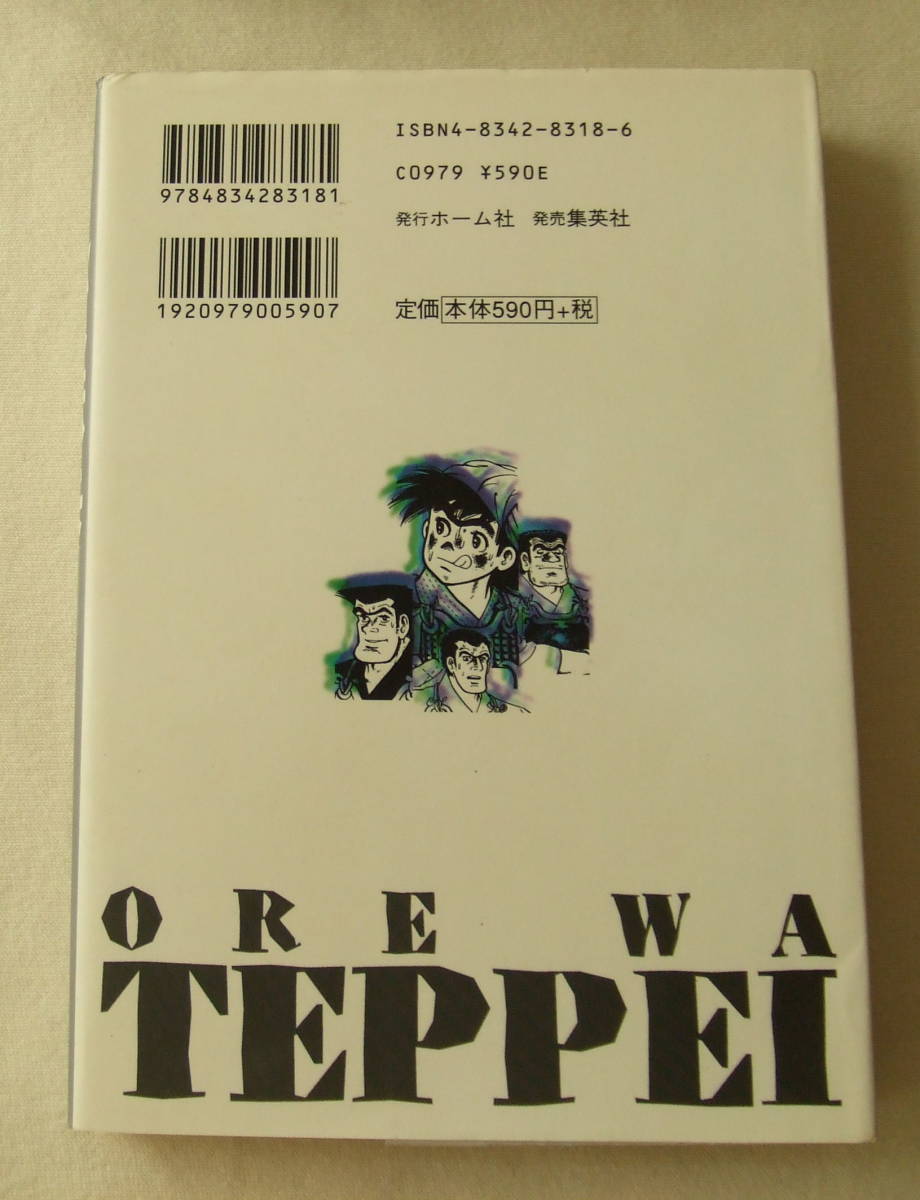 9784834283181
1920979005907
ISBN4-8342-8318-6
C0979 ¥590E
発行ホーム社 発売集英社
定価本体590円+税
ORE WA
TEPPEI